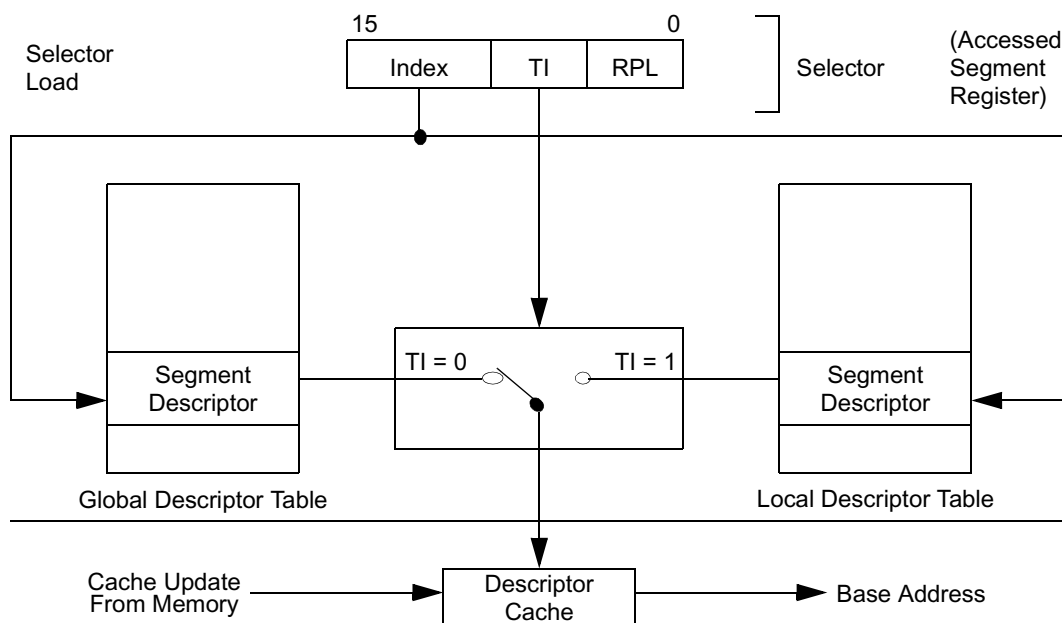 15 0
Selector
Load
Index TI RPL
Selector
(Accessed
Segment
Register)
TI = 0 TI = 1
Segment
Descriptor
Segment
Descriptor
Global Descriptor Table
Local Descriptor Table
Cache Update
From Memory
Descriptor
Cache
Base Address